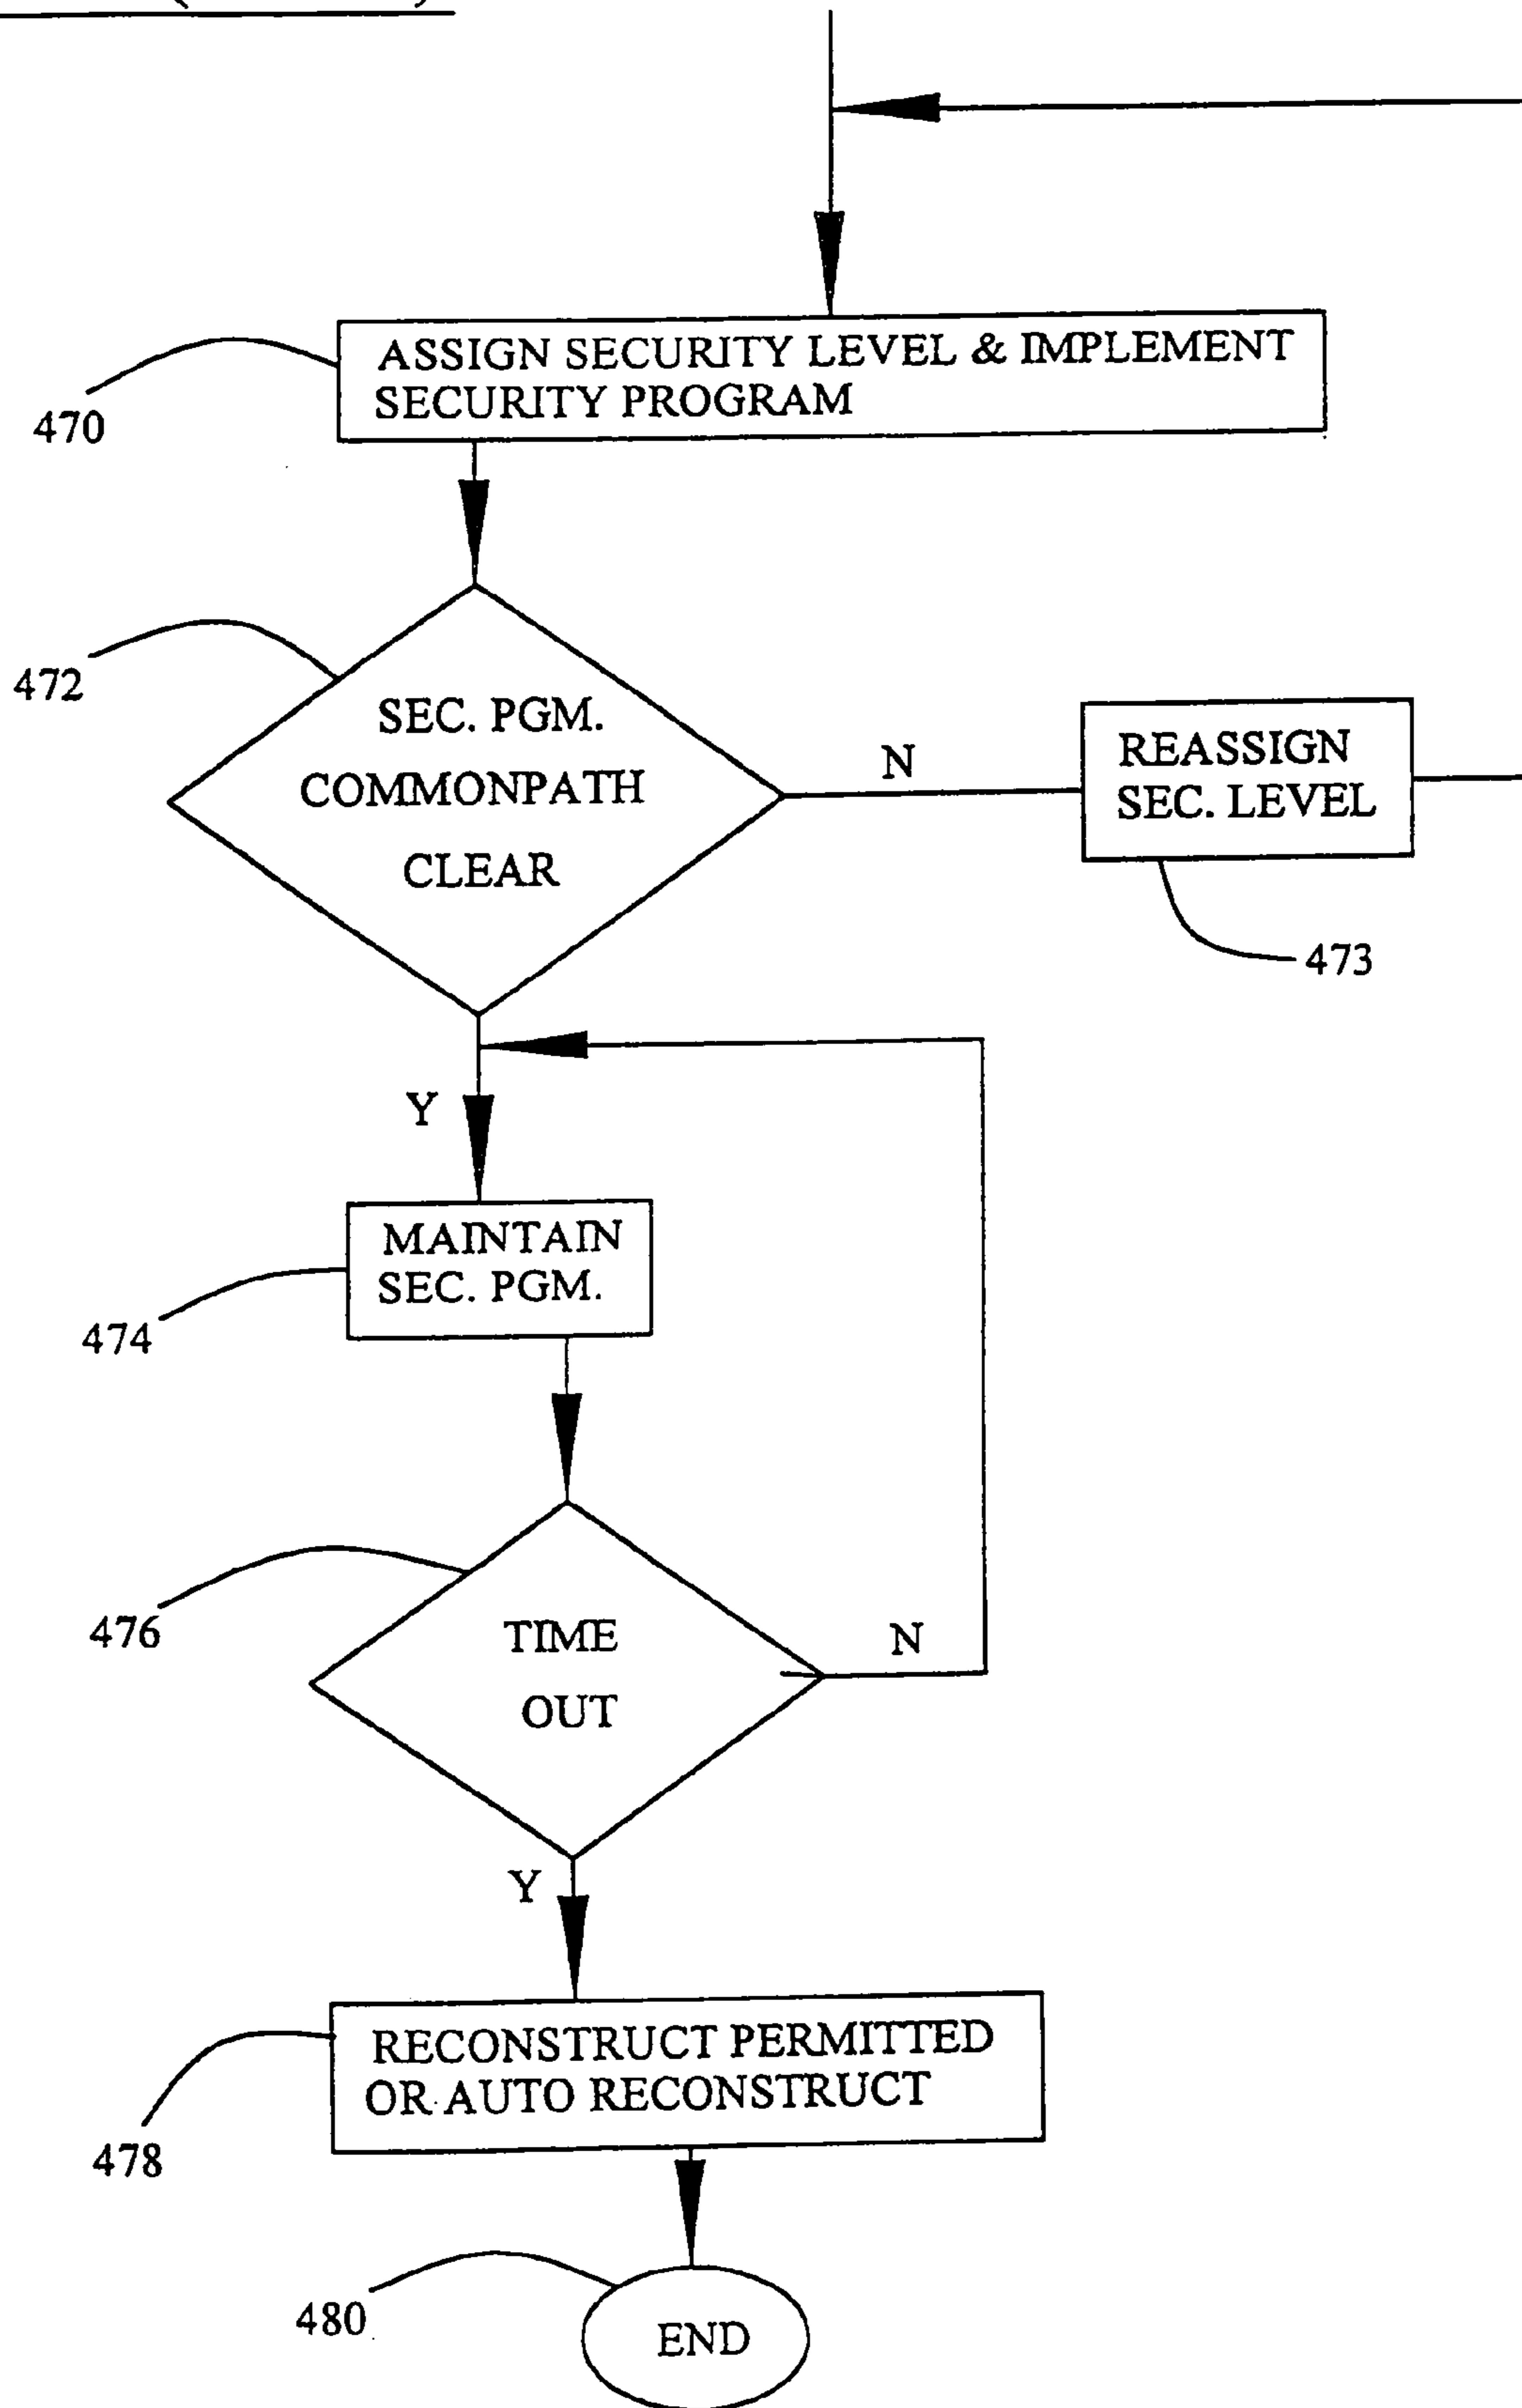 ASSIGN SECURITY LEVEL & IMPLEMENT
SECURITY PROGRAM
470
472
SEC. PGM.
COMMONPATH
CLEAR
N
REASSIGN
SEC. LEVEL
473
Y
MAINTAIN
SEC. PGM.
474
476
TIME
OUT
N
Y
RECONSTRUCT PERMITTED
OR AUTO RECONSTRUCT
478
480
END